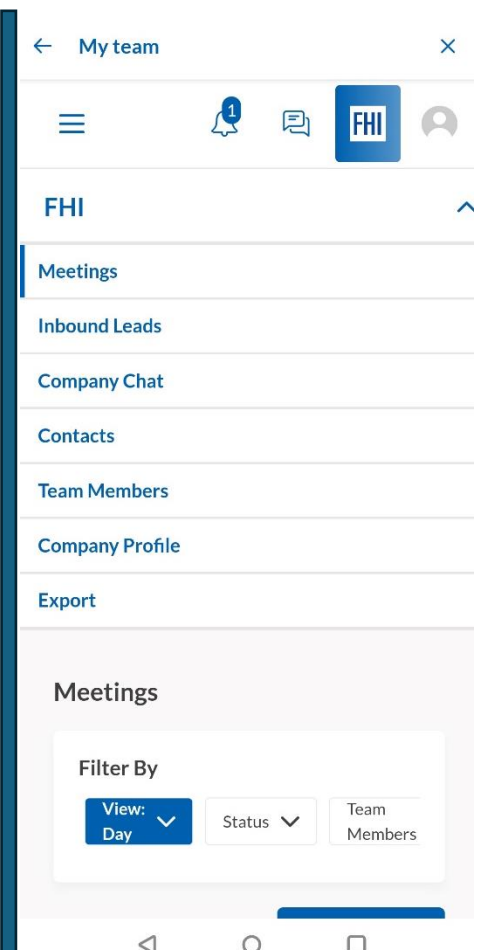 My team
1
FHI
FHI
Meetings
Inbound Leads
Company Chat
Contacts
Team Members
Company Profile
Export
Meetings
Filter By
View:
Day
Status
Team
Members